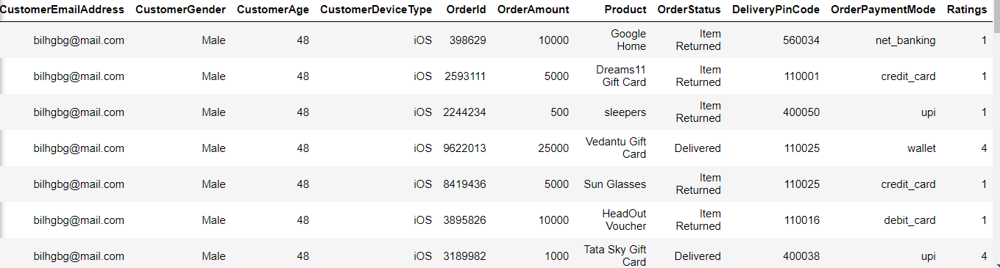 CustomerEmailAddress CustomerGender CustomerAge CustomerDeviceType OrderId OrderAmount Product OrderStatus DeliveryPinCode OrderPaymentMode Ratings
bilhgbg@mail.com Male 48 iOS 398629 10000 Google Home Item Returned 560034 net_banking 1
bilhgbg@mail.com Male 48 iOS 2593111 5000 Dreams11 Gift Card Item Returned 110001 credit_card 1
bilhgbg@mail.com Male 48 iOS 2244234 500 sleepers Item Returned 400050 upi 1
bilhgbg@mail.com Male 48 iOS 9622013 25000 Vedantu Gift Card Delivered 110025 wallet 4
bilhgbg@mail.com Male 48 iOS 8419436 5000 Sun Glasses Item Returned 110025 credit_card 1
bilhgbg@mail.com Male 48 iOS 3895826 10000 HeadOut Voucher Item Returned 110016 debit_card 1
bilhgbg@mail.com Male 48 iOS 3189982 1000 Tata Sky Gift Card Delivered 400038 upi 4